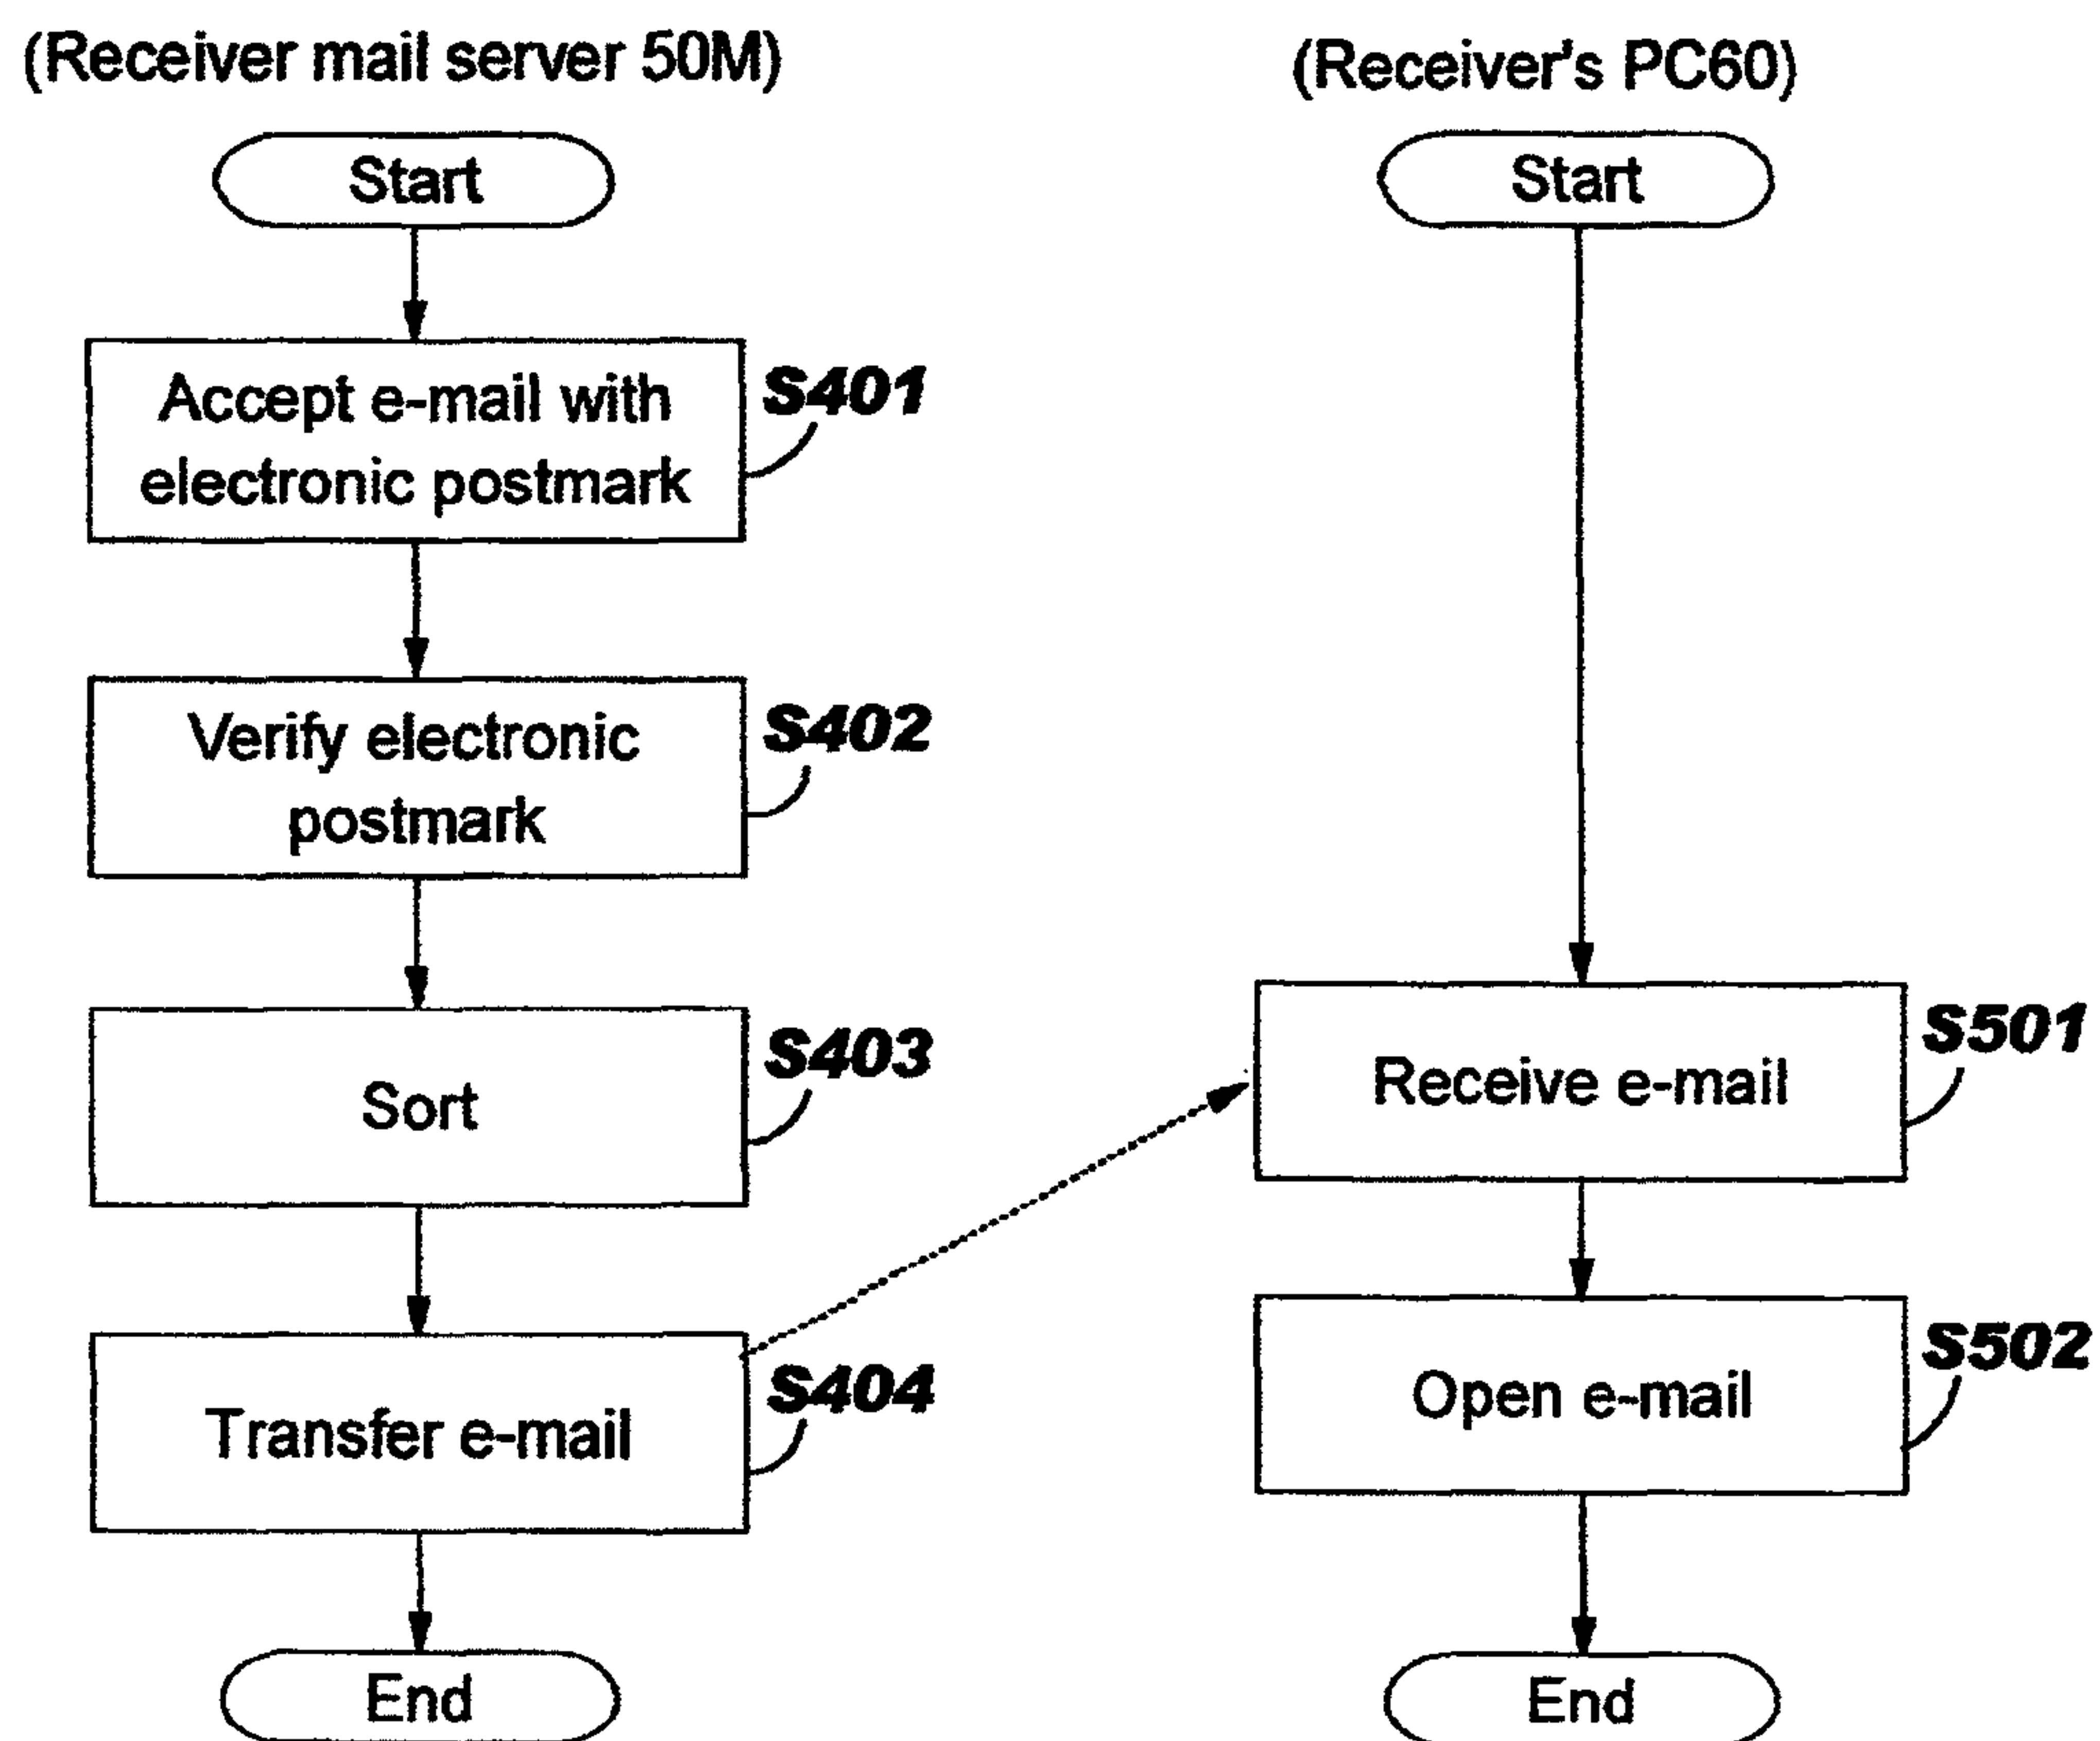 (Receiver mail server 50M)
Start
Accept e-mail with
electronic postmark
S401
Verify electronic
postmark
S402
Sort
S403
Transfer e-mail
S404
End
(Receiver's PC60)
Start
Receive e-mail
S501
Open e-mail
S502
End